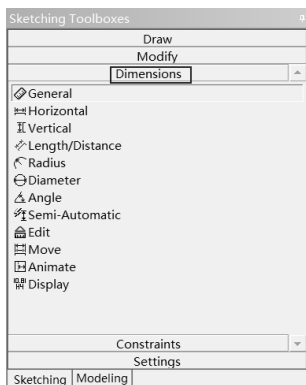 Sketching Toolboxes
Draw
Modify
Dimensions
General
Horizontal
Vertical
Length/Distance
Radius
Diameter
Angle
Semi-Automatic
Edit
Move
Animate
Display
Constraints
Settings
Sketching Modeling